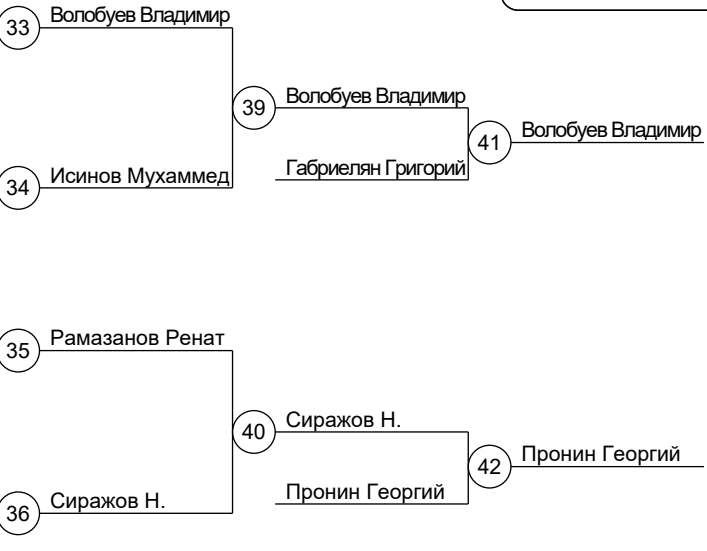 33 Волобуев Владимир
39 Волобуев Владимир
41 Волобуев Владимир
Габриелян Григорий
34 Исинов Мухаммед
35 Рамазанов Ренат
40 Сиражов Н.
42 Пронин Георгий
Пронин Георгий
36 Сиражов Н.